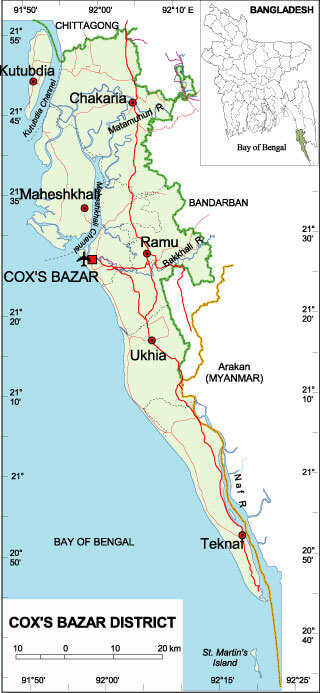 91° 50'
92° 00'
92° 10' E
21°
55'
CHITTAGONG
BANGLADESH
Bay of Bengal
Kutubdia
Kutubdia Channel
Chakaria
Matamuhuri R
21°
45'
21°
35'
Maheshkhali
Maheshkhali Channel
BANDARBAN
Ramu
Bakkhali R
21°
30'
COX'S BAZAR
21°
20'
21°
20'
Ukhia
Arakan
(MYANMAR)
21°
10'
21°
10'
21°
00'
21°
Naf R
BAY OF BENGAL
Teknaf
20°
50'
20°
50'
COX'S BAZAR DISTRICT
10
0
10
20 km
20°
40'
St. Martin's
Island
91°50'
92°00'
92°15'
92°25'